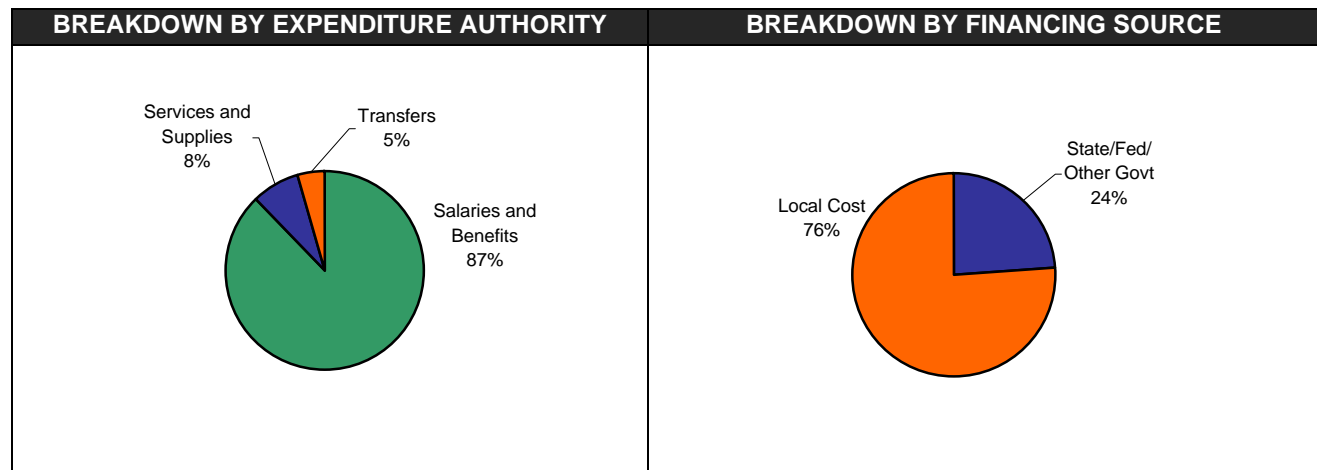 BREAKDOWN BY EXPENDITURE AUTHORITY
Services and
Supplies
8%
Transfers
5%
Salaries and
Benefits
87%
BREAKDOWN BY FINANCING SOURCE
Local Cost
76%
State/Fed/
Other Govt
24%